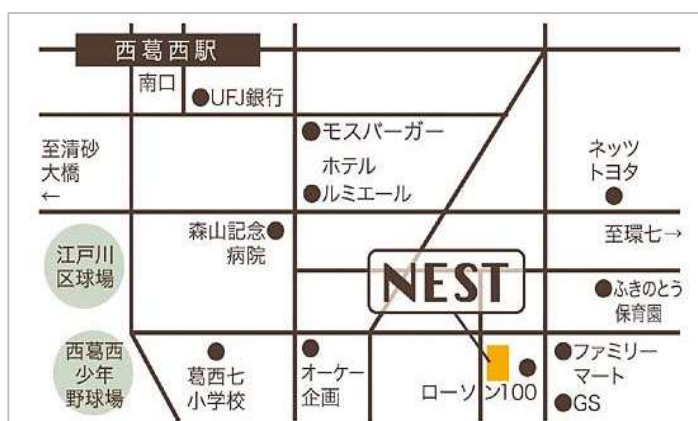 西葛西駅
南口
UFJ銀行
モスバーガー
ホテル
ルミエール
至清砂
大橋
←
ネッツ
トヨタ
森山記念
病院
至環七→
江戸川
区球場
NEST
ふきのとう
保育園
西葛西
少年
野球場
葛西七
小学校
オーケー
企画
ローソン100
ファミリー
マート
GS